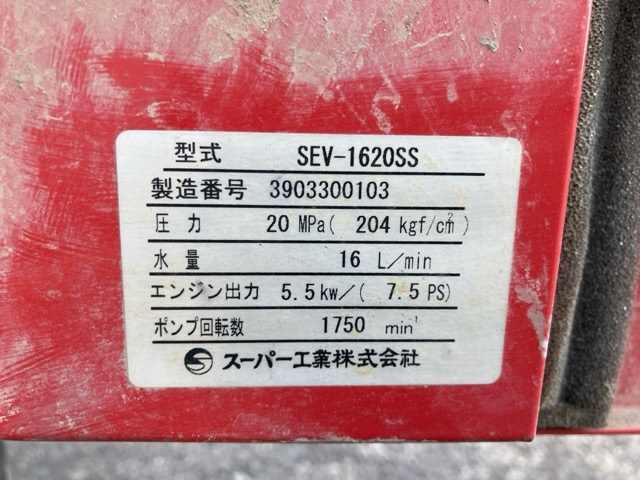 型式 SEV-1620SS
製造番号 3903300103
圧力 20 MPa( 204 kgf/c㎡)
水量 16 L/min
エンジン出力 5.5kw/( 7.5PS)
ポンプ回転数 1750 min⁻¹
スーパー工業株式会社